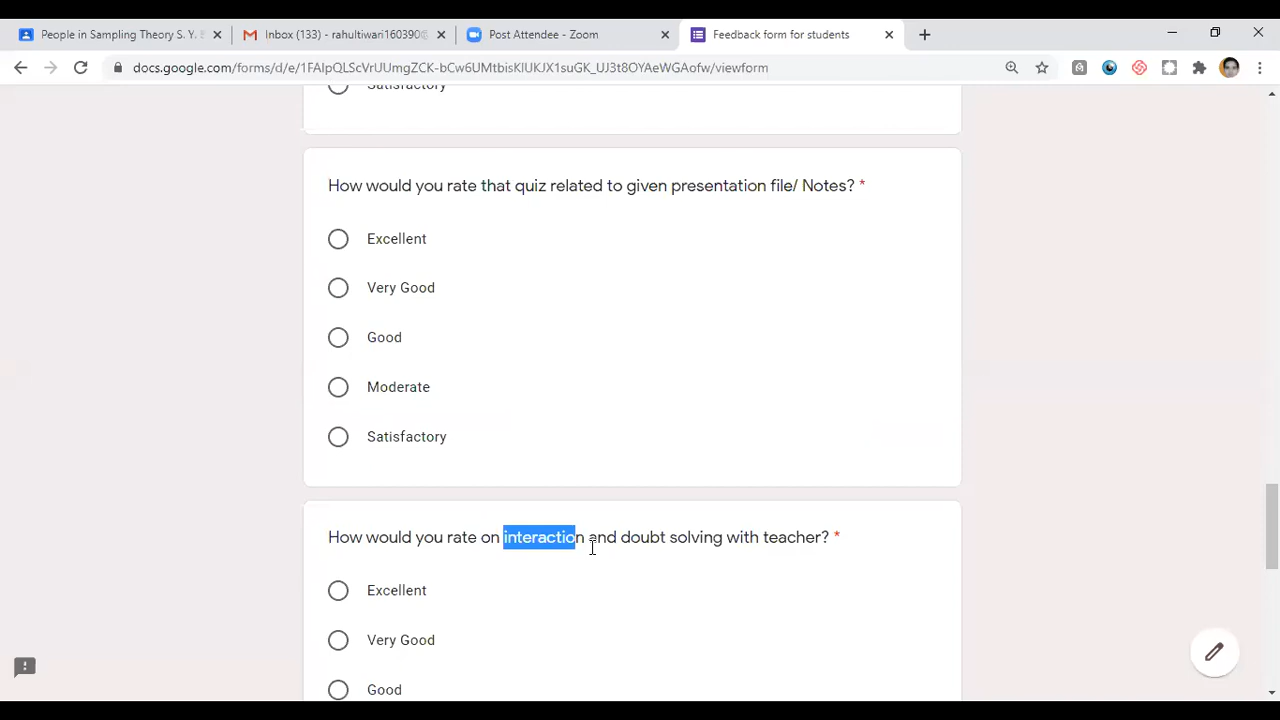 People in Sampling Theory S. Y.
Inbox (133) - rahultiwari160390@
Post Attendee - Zoom
Feedback form for students
docs.google.com/forms/d/e/1FAIpQLScVrUUmgZCK-bCw6UMtbisKIUKJX1suGK_UJ3t8OYAeWGAofw/viewform
Satisfactory
How would you rate that quiz related to given presentation file/ Notes? *
Excellent
Very Good
Good
Moderate
Satisfactory
How would you rate on interaction and doubt solving with teacher? *
Excellent
Very Good
Good